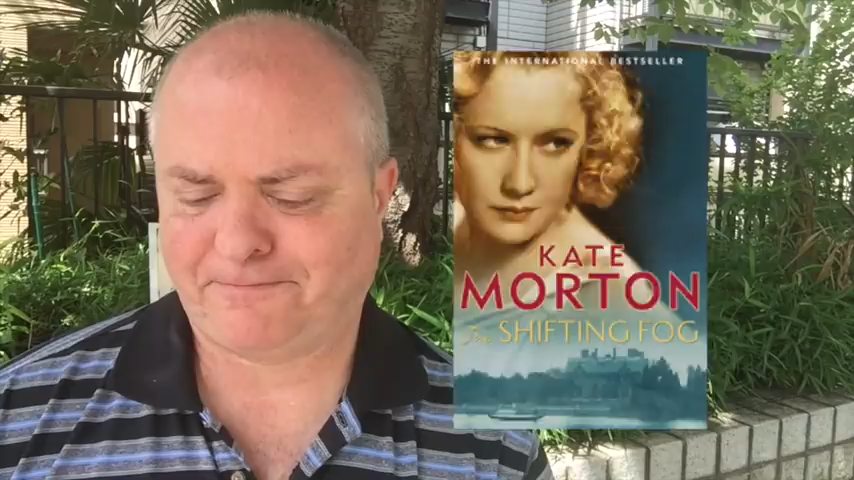 THE INTERNATIONAL BESTSELLER
KATE
MORTON
The SHIFTING FOG